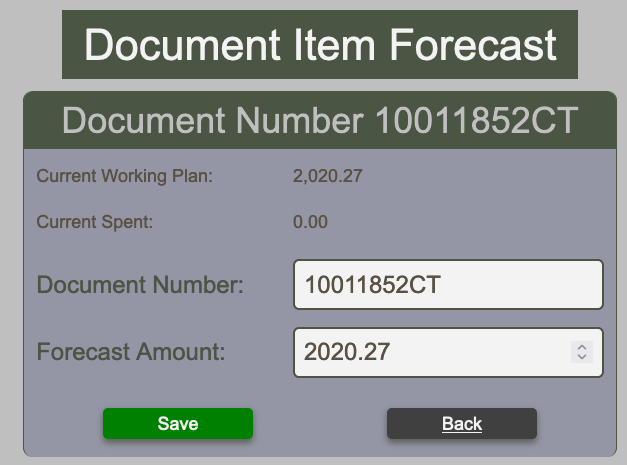 Document Item Forecast
Document Number 10011852CT
Current Working Plan: 2,020.27
Current Spent: 0.00
Document Number: 10011852CT
Forecast Amount: 2020.27
Save Back